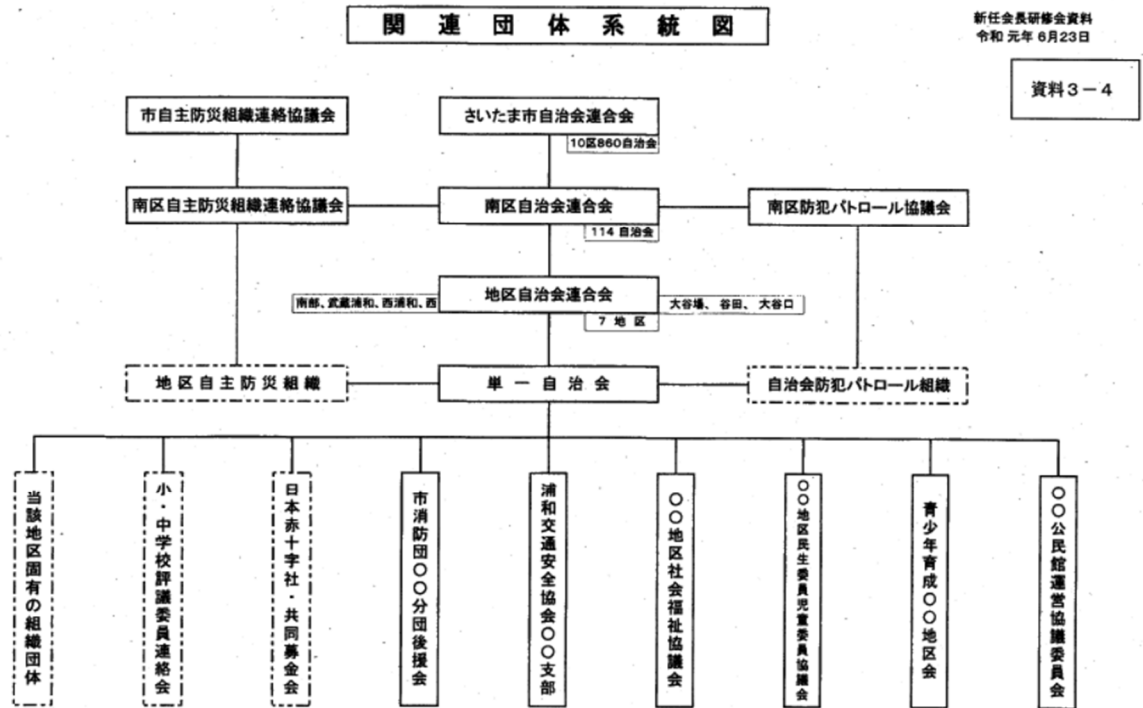 関連団体系統図
新任会長研修会資料
令和 元年 6月23日
資料3-4
市自主防災組織連絡協議会
さいたま市自治会連合会
10区860自治会
南区自主防災組織連絡協議会
南区自治会連合会
南区防犯パトロール協議会
114 自治会
地区自治会連合会
南部、武蔵浦和、西浦和、西
大谷場、 谷田、 大谷口
7 地 区
地区自主防災組織
単一自治会
自治会防犯パトロール組織
当該地区固有の組織団体
小・中学校評議委員連絡会
日本赤十字社・共同募金会
市消防団〇〇分団後援会
浦和交通安全協会〇〇支部
〇〇地区社会福祉協議会
〇〇地区民生委員児童委員協議会
青少年育成〇〇地区会
〇〇公民館運営協議委員会